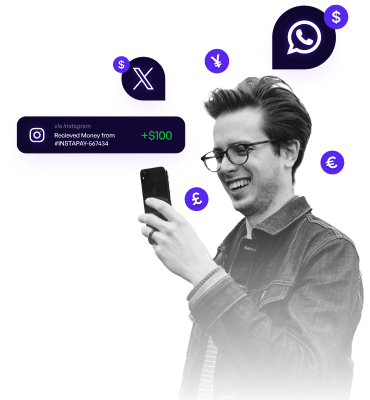 $
$
¥
via Instagram
Recieved Money from
#INSTAPAY-567434
+$100
€
£